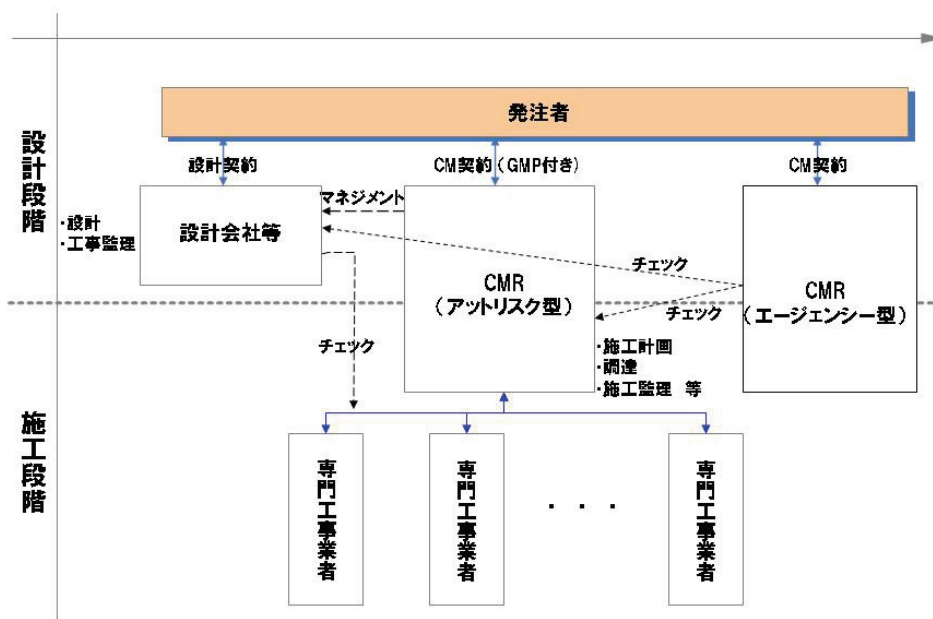 発注者
設計段階
設計契約
CM契約(GMP付き)
CM契約
マネジメント
設計会社等
・設計
・工事監理
チェック
CMR
(アットリスク型)
チェック
CMR
(エージェンシー型)
チェック
・施工計画
・調達
・施工監理 等
施工段階
専門工事業者
専門工事業者
・・・
専門工事業者